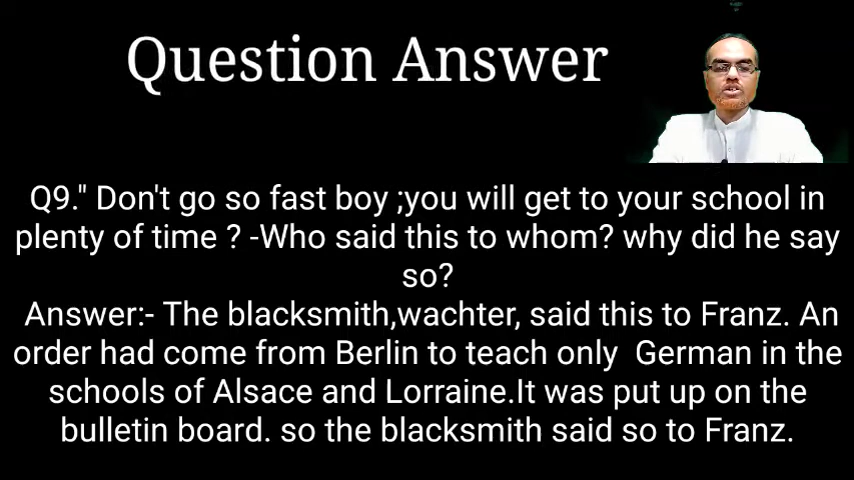 Question Answer
Q9." Don't go so fast boy ;you will get to your school in
plenty of time ? -Who said this to whom? why did he say
so?
Answer:- The blacksmith,wachter, said this to Franz. An
order had come from Berlin to teach only  German in the
schools of Alsace and Lorraine.It was put up on the
bulletin board. so the blacksmith said so to Franz.